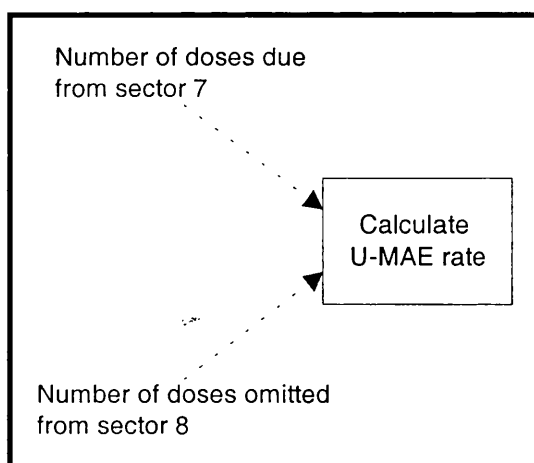 Number of doses due
from sector 7
Calculate
U-MAE rate
Number of doses omitted
from sector 8